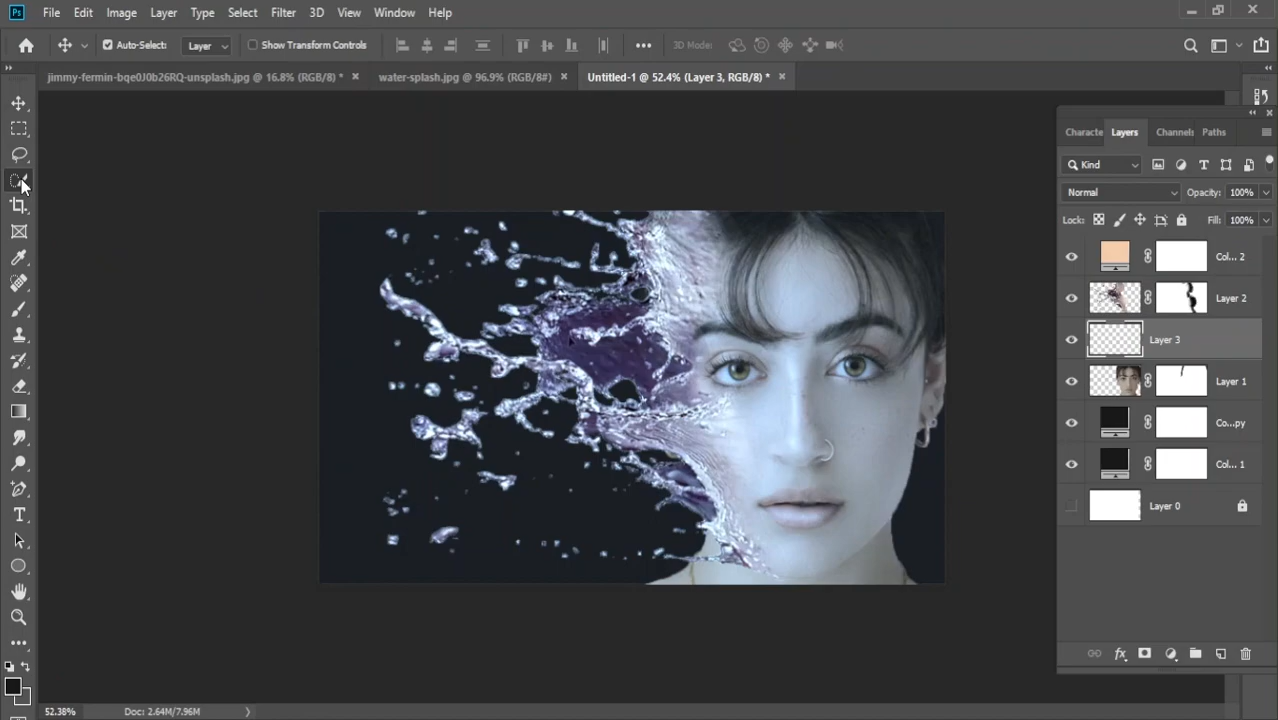 Ps File Edit Image Layer Type Select Filter 3D View Window Help
Auto-Select: Layer Show Transform Controls 3D Mode
jimmy-fermin-bqe0J0b26RQ-unsplash.jpg @ 16.8% (RGB/8) * water-splash.jpg @ 96.9% (RGB/8#) Untitled-1 @ 52.4% (Layer 3, RGB/8) *
Characte Layers Channels Paths
Kind
Normal Opacity: 100%
Lock: Fill: 100%
Col... 2
Layer 2
Layer 3
Layer 1
Co...py
Col... 1
Layer 0
fx
52.38% Doc: 2.64M/7.96M